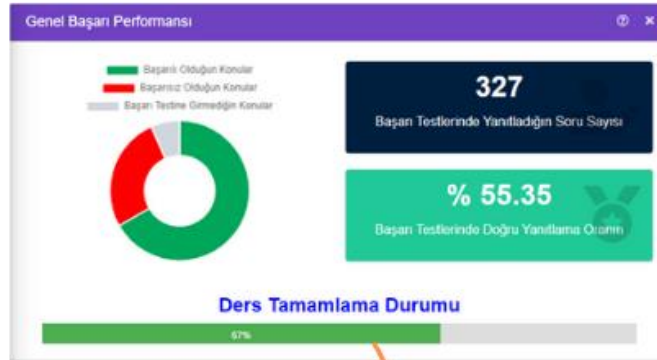 Genel Başarı Performansı
Başarılı Olduğun Konular
Başarısız Olduğun Konular
Başarı Testine Girmediğin Konular
327
Başarı Testlerinde Yanıtladığın Soru Sayısı
% 55.35
Başarı Testlerinde Doğru Yanıtlama Oranın
Ders Tamamlama Durumu
67%